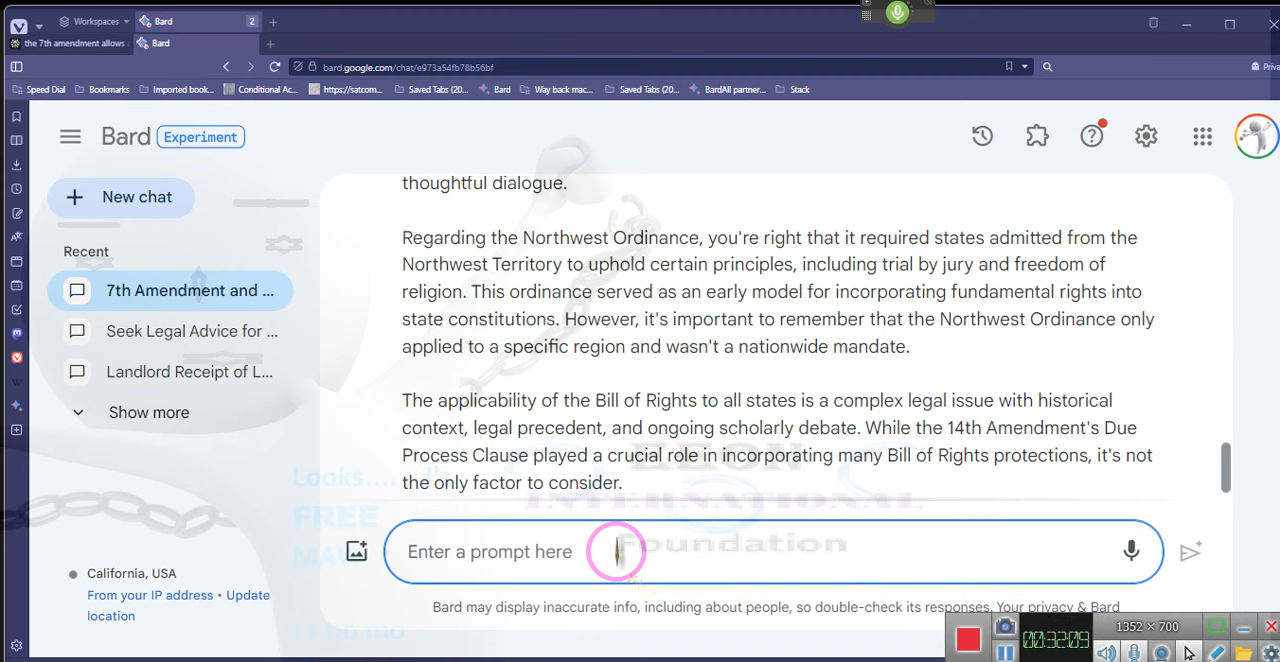 Workspaces
Bard
2
the 7th amendment allows
Bard
bard.google.com/chat/e973a54fb78b56bf
Priva
Speed Dial
Bookmarks
Imported book...
Conditional Ac...
https://satcom...
Saved Tabs (20...
Bard
Way back mac...
Saved Tabs (20...
BardAll partner...
Stack
Bard Experiment
New chat
Recent
7th Amendment and ...
Seek Legal Advice for ...
Landlord Receipt of L...
Show more
thoughtful dialogue.
Regarding the Northwest Ordinance, you're right that it required states admitted from the
Northwest Territory to uphold certain principles, including trial by jury and freedom of
religion. This ordinance served as an early model for incorporating fundamental rights into
state constitutions. However, it's important to remember that the Northwest Ordinance only
applied to a specific region and wasn't a nationwide mandate.
The applicability of the Bill of Rights to all states is a complex legal issue with historical
context, legal precedent, and ongoing scholarly debate. While the 14th Amendment's Due
Process Clause played a crucial role in incorporating many Bill of Rights protections, it's not
the only factor to consider.
Looks....
FREE
INTERNATIONAL
Foundation
I's no mo
Enter a prompt here
California, USA
From your IP address • Update
location
Bard may display inaccurate info, including about people, so double-check its responses. Your privacy & Bard
1352 × 700
00:32:09